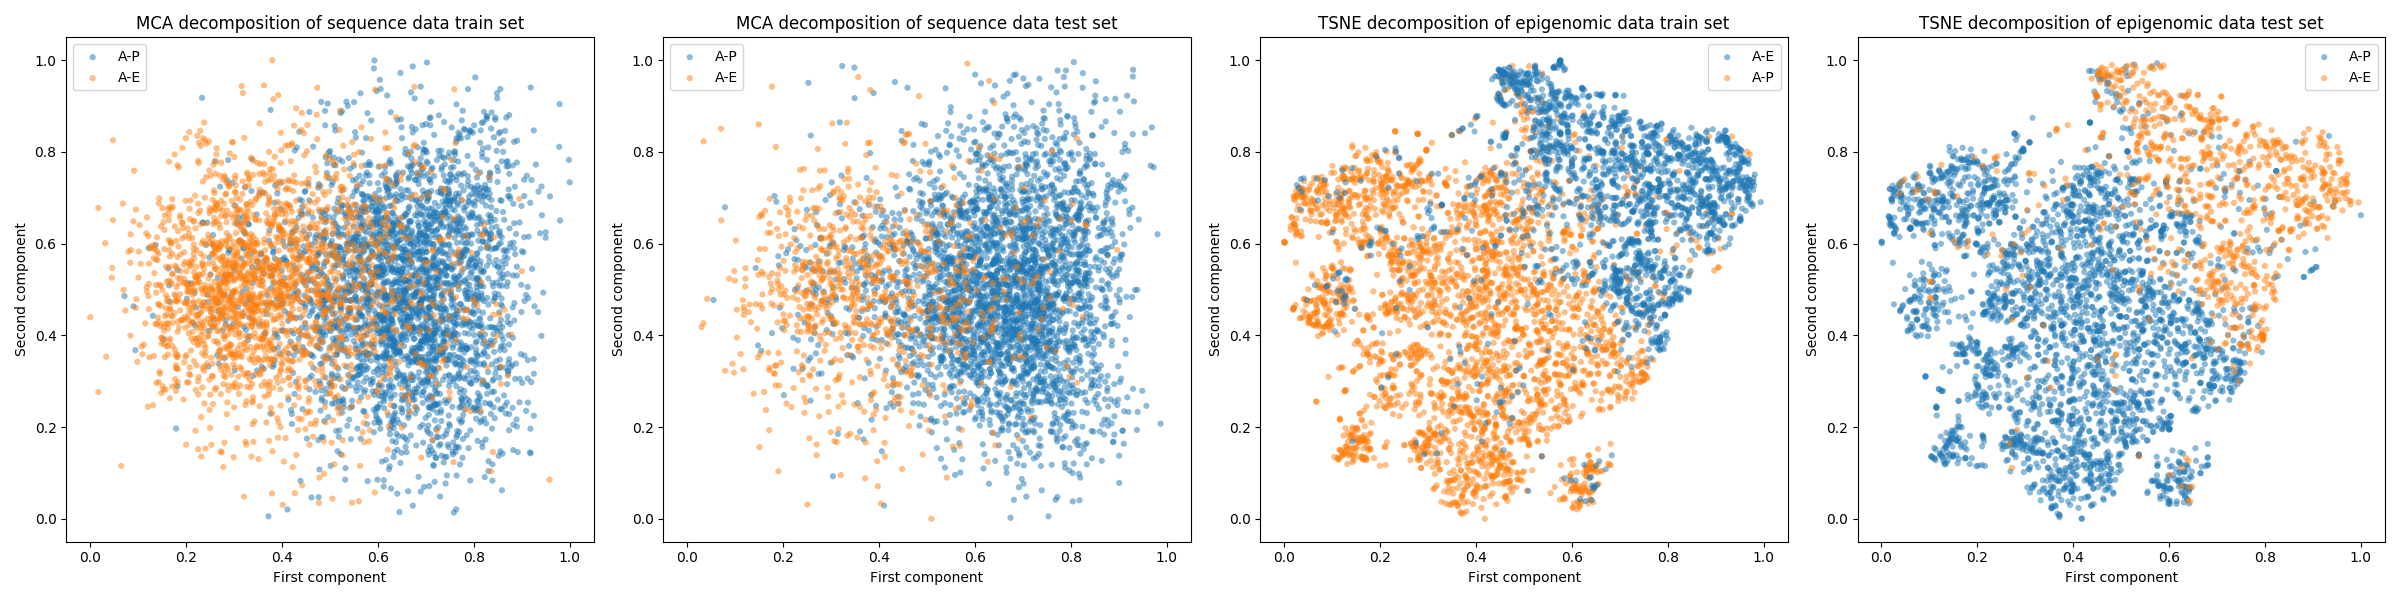 MCA decomposition of sequence data train set
A-P
A-E
1.0
0.8
0.6
0.4
0.2
0.0
Second component
0.0 0.2 0.4 0.6 0.8 1.0
First component
MCA decomposition of sequence data test set
A-P
A-E
1.0
0.8
0.6
0.4
0.2
0.0
Second component
0.0 0.2 0.4 0.6 0.8 1.0
First component
TSNE decomposition of epigenomic data train set
A-E
A-P
1.0
0.8
0.6
0.4
0.2
0.0
Second component
0.0 0.2 0.4 0.6 0.8 1.0
First component
TSNE decomposition of epigenomic data test set
A-P
A-E
1.0
0.8
0.6
0.4
0.2
0.0
Second component
0.0 0.2 0.4 0.6 0.8 1.0
First component